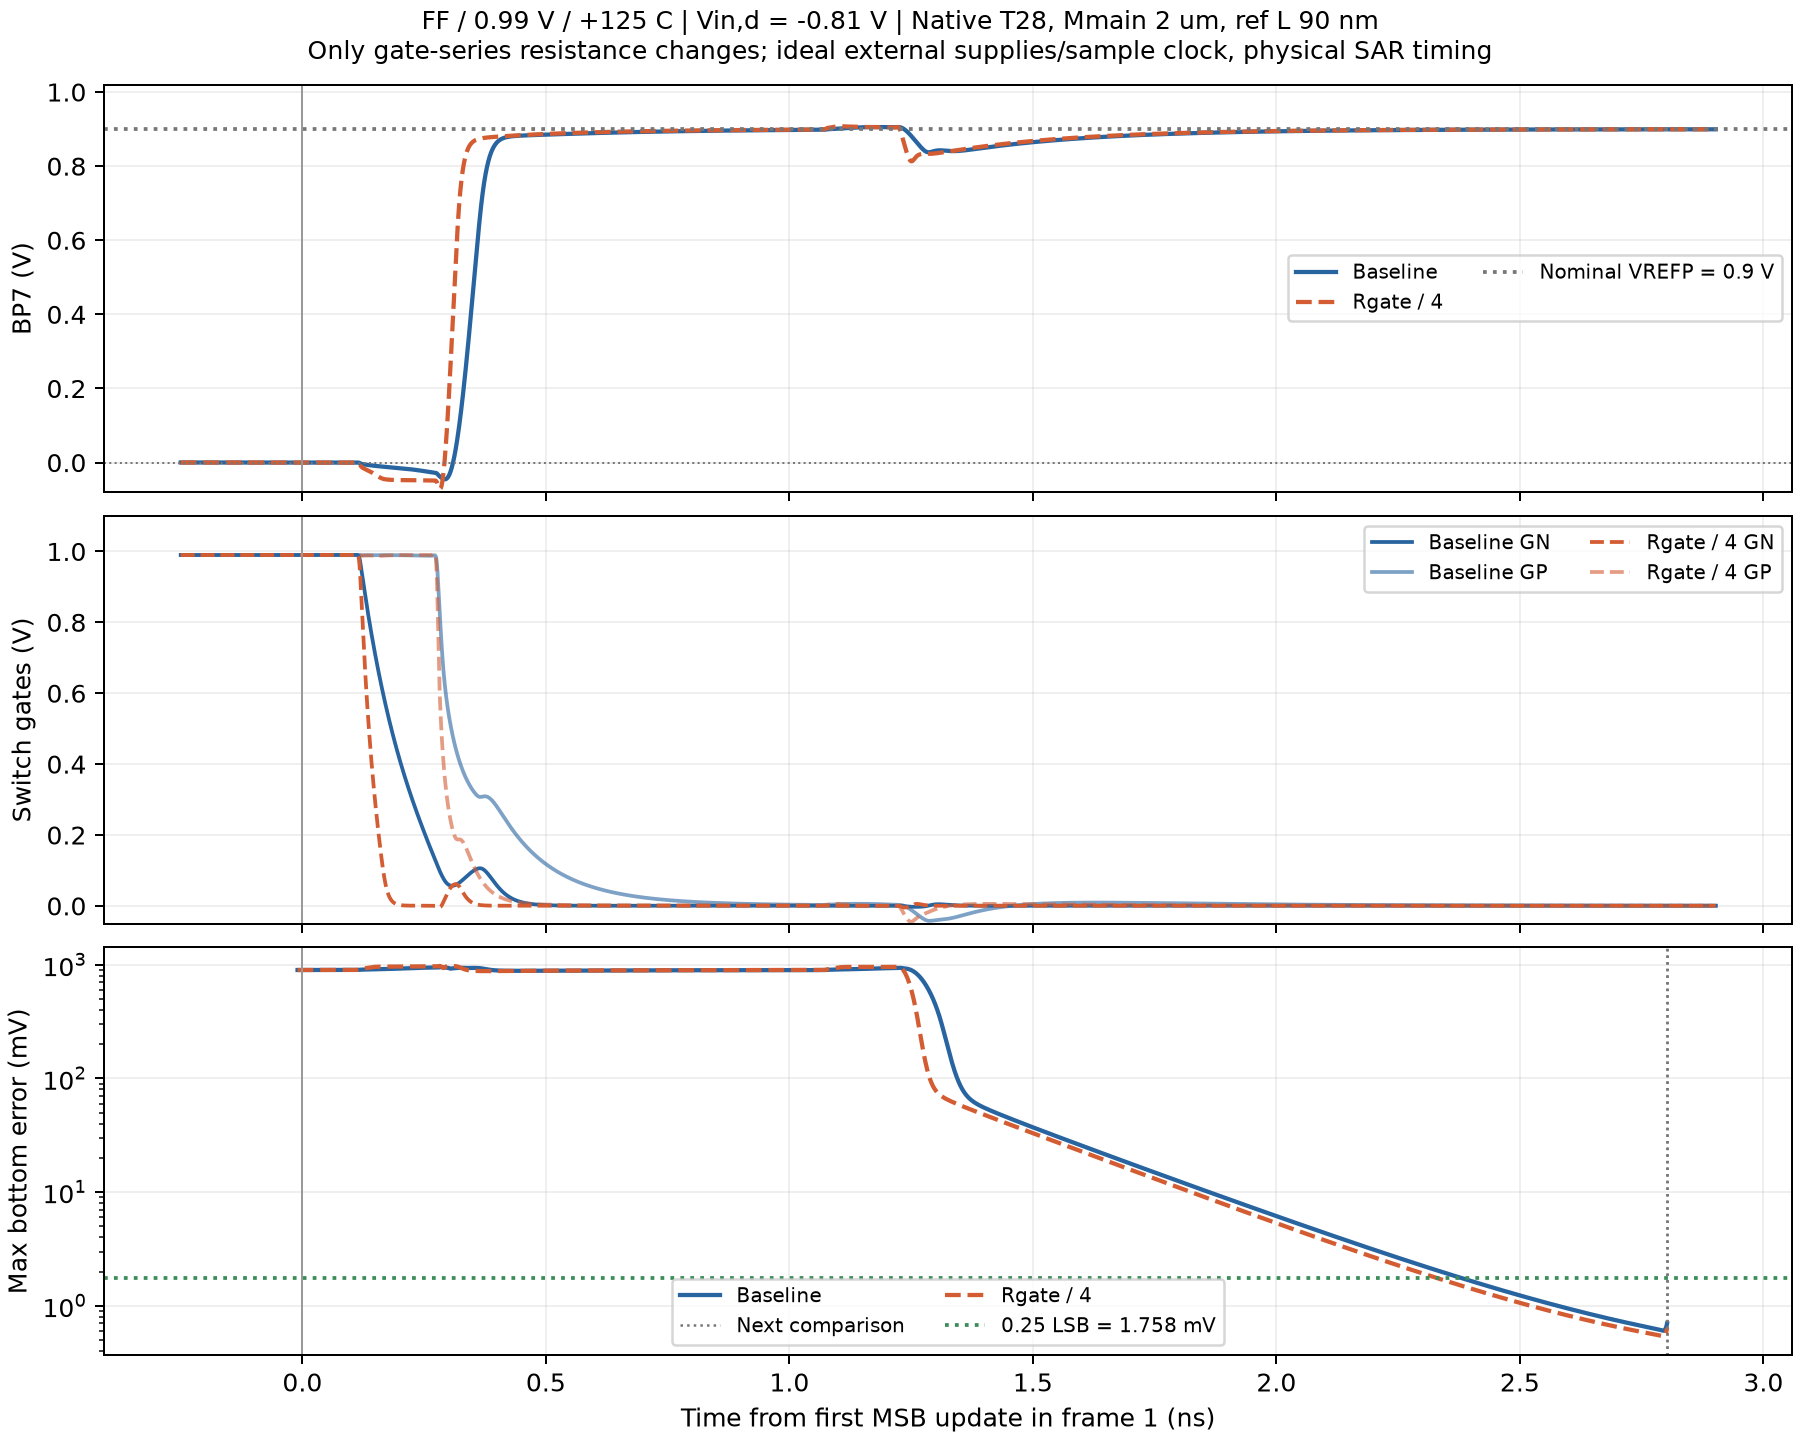 FF / 0.99 V / +125 C | Vin,d = -0.81 V | Native T28, Mmain 2 um, ref L 90 nm
Only gate-series resistance changes; ideal external supplies/sample clock, physical SAR timing
BP7 (V)
1.0
0.8
0.6
0.4
0.2
0.0
Baseline
Rgate / 4
Nominal VREFP = 0.9 V
Switch gates (V)
1.0
0.8
0.6
0.4
0.2
0.0
Baseline GN
Baseline GP
Rgate / 4 GN
Rgate / 4 GP
Max bottom error (mV)
10³
10²
10¹
10⁰
Baseline
Next comparison
Rgate / 4
0.25 LSB = 1.758 mV
0.0
0.5
1.0
1.5
2.0
2.5
3.0
Time from first MSB update in frame 1 (ns)